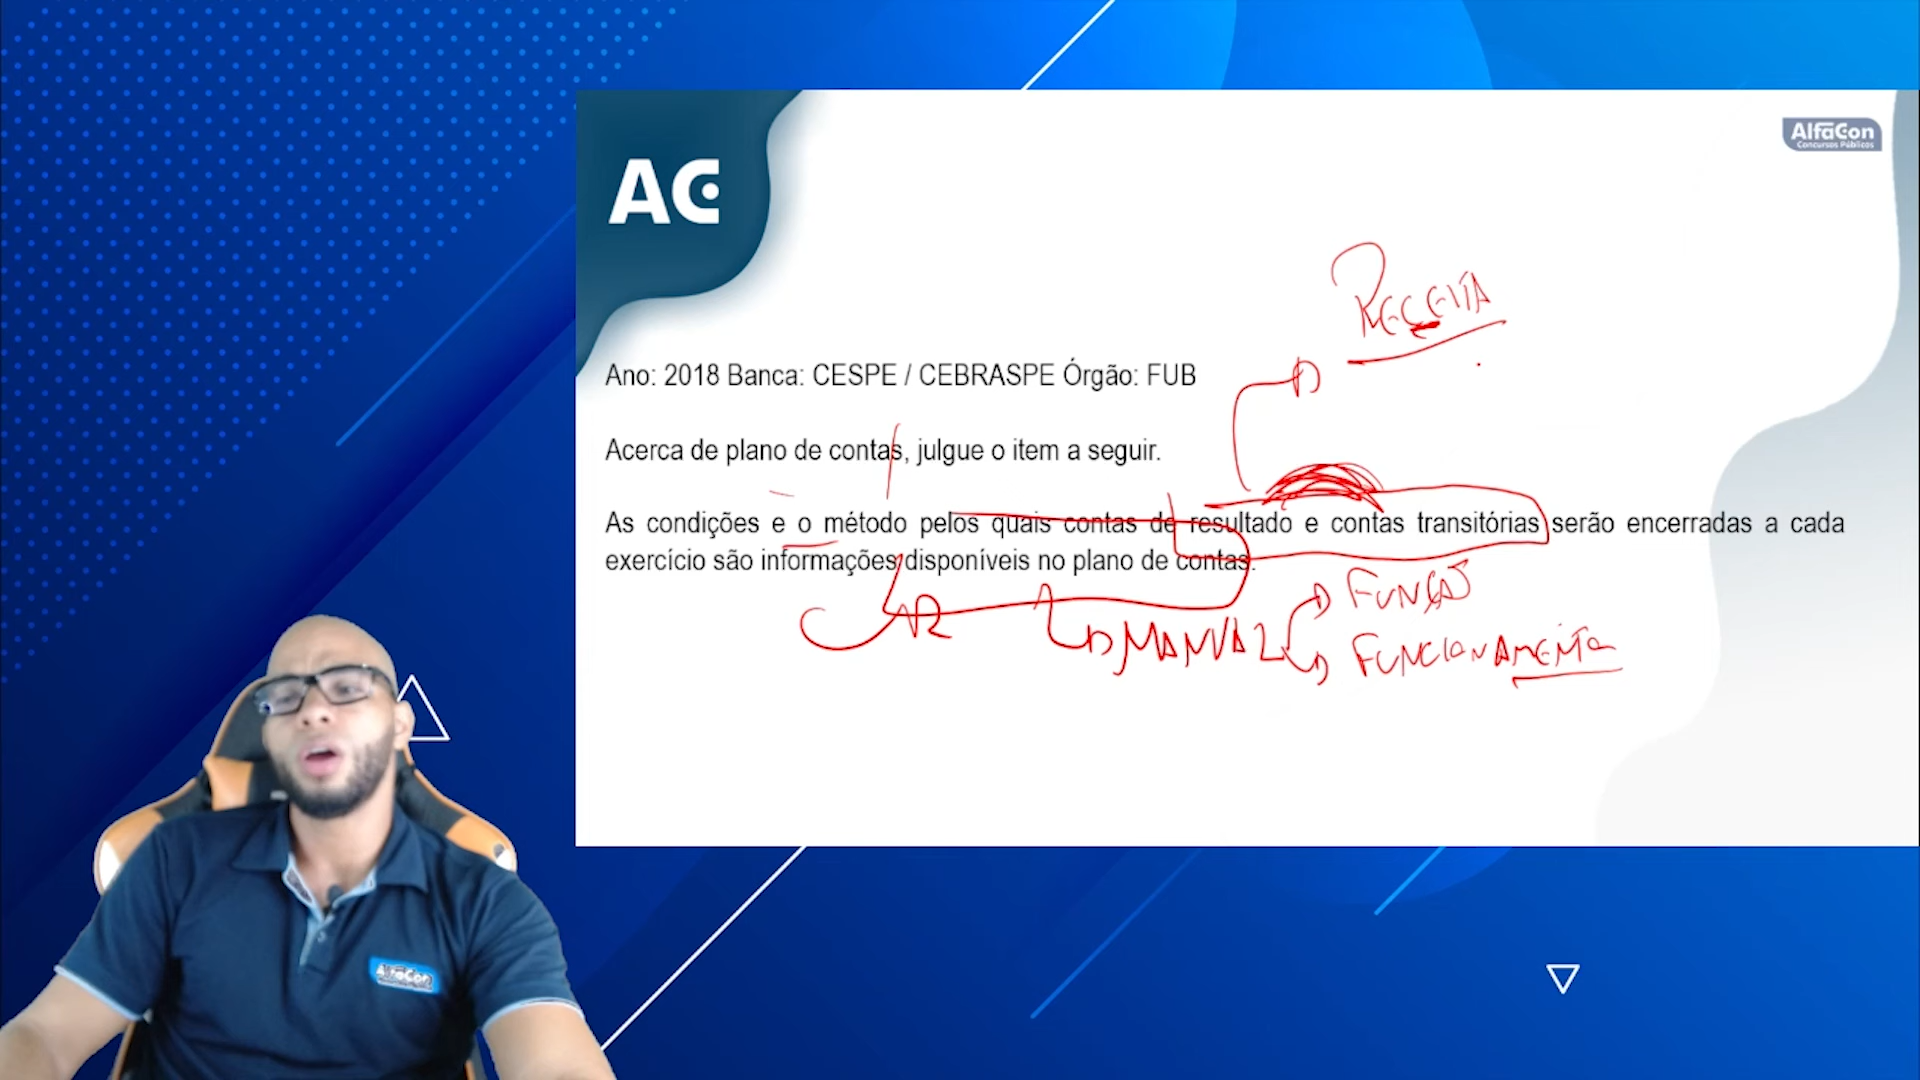 AC
AlfaCon
Concursos Públicos
RECEITA
Ano: 2018 Banca: CESPE / CEBRASPE Órgão: FUB
Acerca de plano de contas, julgue o item a seguir.
As condições e o método pelos quais contas de resultado e contas transitórias serão encerradas a cada
exercício são informações disponíveis no plano de contas.
FUNÇÃO
MANUAL
FUNCIONAMENTO
AlfaCon